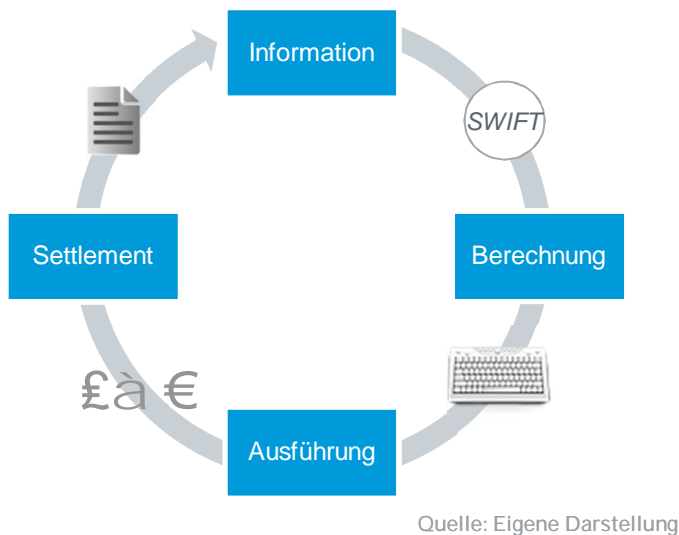 Information
SWIFT
Settlement
Berechnung
£à €
Ausführung
Quelle: Eigene Darstellung